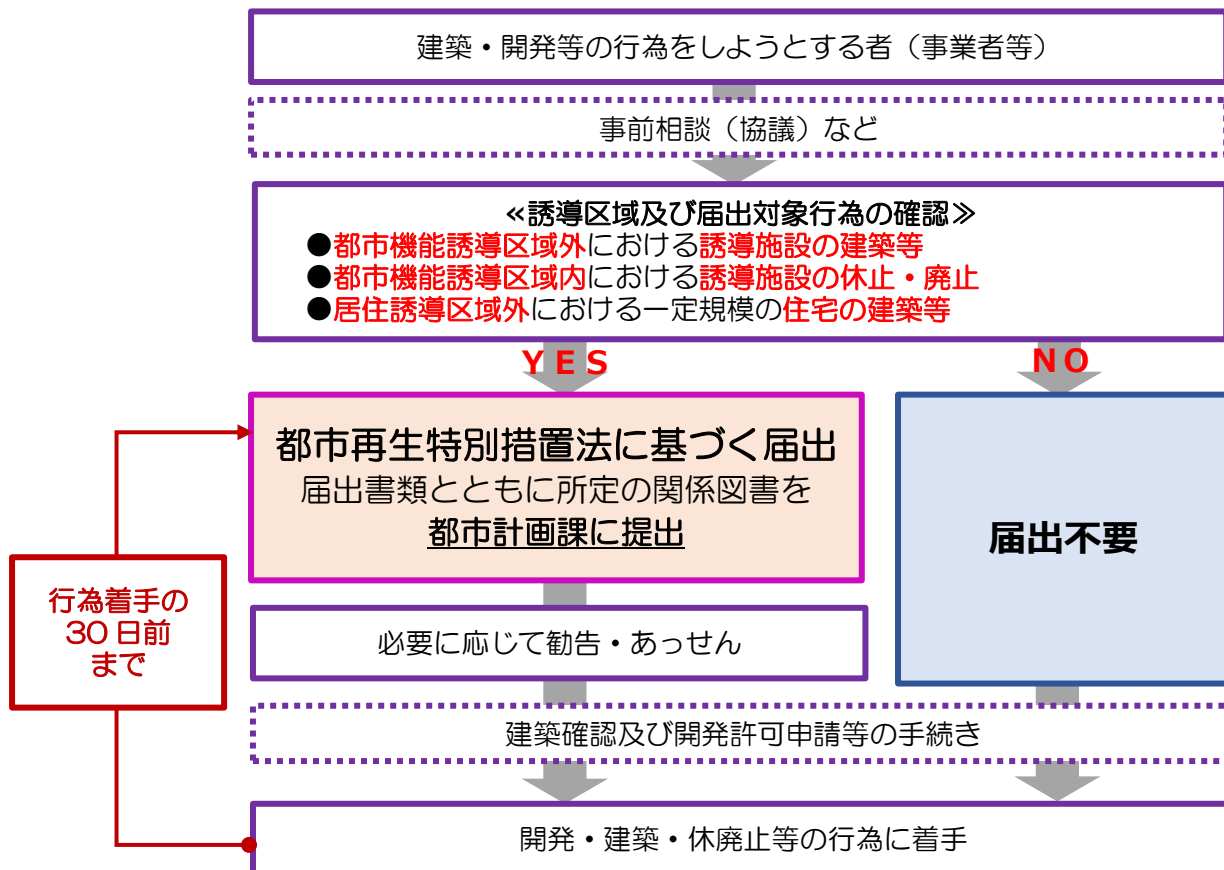 建築・開発等の行為をしようとする者（事業者等）
事前相談（協議）など
≪誘導区域及び届出対象行為の確認≫
●都市機能誘導区域外における誘導施設の建築等
●都市機能誘導区域内における誘導施設の休止・廃止
●居住誘導区域外における一定規模の住宅の建築等
YES
NO
都市再生特別措置法に基づく届出
届出書類とともに所定の関係図書を
都市計画課に提出
届出不要
行為着手の
30日前
まで
必要に応じて勧告・あっせん
建築確認及び開発許可申請等の手続き
開発・建築・休廃止等の行為に着手